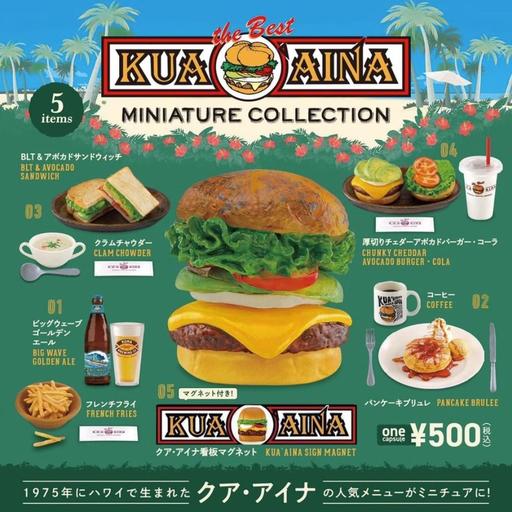 the Best
KUA AINA
MINIATURE COLLECTION
5
items
BLT&アボカドサンドウィッチ
BLT & AVOCADO
SANDWICH
03
クラムチャウダー
CLAM CHOWDER
04
KUA AINA
厚切りチェダーアボカドバーガー・コーラ
CHUNKY CHEDDAR
AVOCADO BURGER・COLA
01
ビッグウェーブ
ゴールデン
エール
BIG WAVE
GOLDEN ALE
コーヒー
COFFEE
02
フレンチフライ
FRENCH FRIES
パンケーキブリュレ PANCAKE BRULEE
05 マグネット付き!
KUA AINA
クア・アイナ看板マグネット KUA`AINA SIGN MAGNET
one
capsule
¥500(税込)
1975年にハワイで生まれた クア・アイナ の人気メニューがミニチュアに!